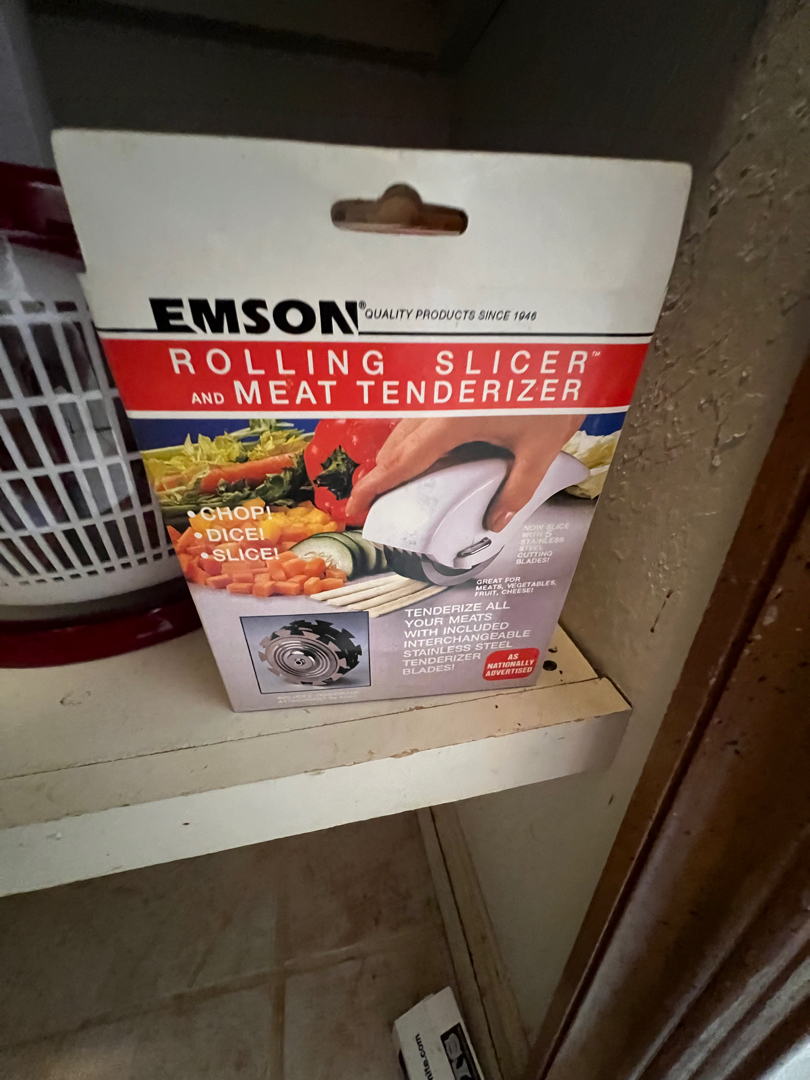 EMSON® QUALITY PRODUCTS SINCE 1946
ROLLING SLICER™
AND MEAT TENDERIZER
• CHOP!
• DICE!
• SLICE!
NOW SLICE
WITH 5
STAINLESS
STEEL
CUTTING
BLADES!
GREAT FOR
MEATS, VEGETABLES,
FRUIT, CHEESE!
TENDERIZE ALL
YOUR MEATS
WITH INCLUDED
INTERCHANGEABLE
STAINLESS STEEL
TENDERIZER
BLADES!
AS
NATIONALLY
ADVERTISED